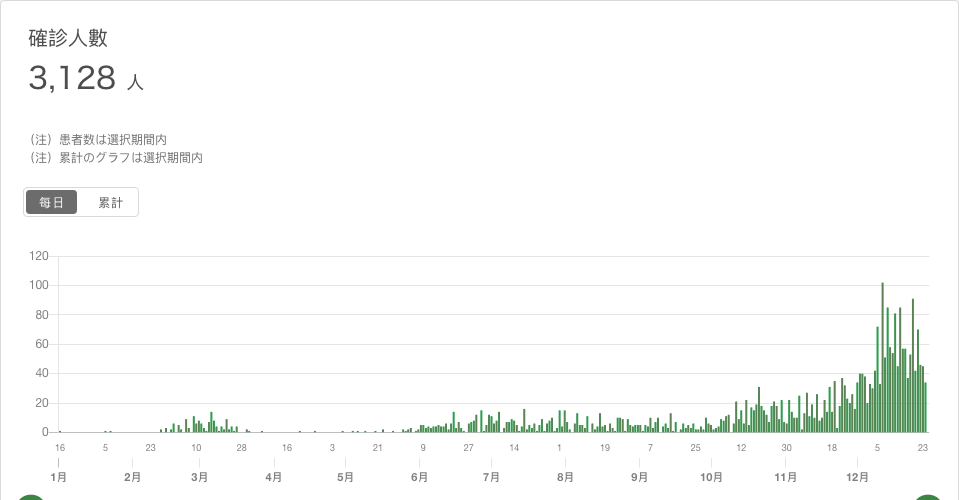 確診人數
3,128 人
（注）患者数は選択期間内
（注）累計のグラフは選択期間内
每日 累計
120
100
80
60
40
20
0
16 5 23 10 28 16 3 21 9 27 14 1 19 7 25 12 30 18 5 23
1月 2月 3月 4月 5月 6月 7月 8月 9月 10月 11月 12月